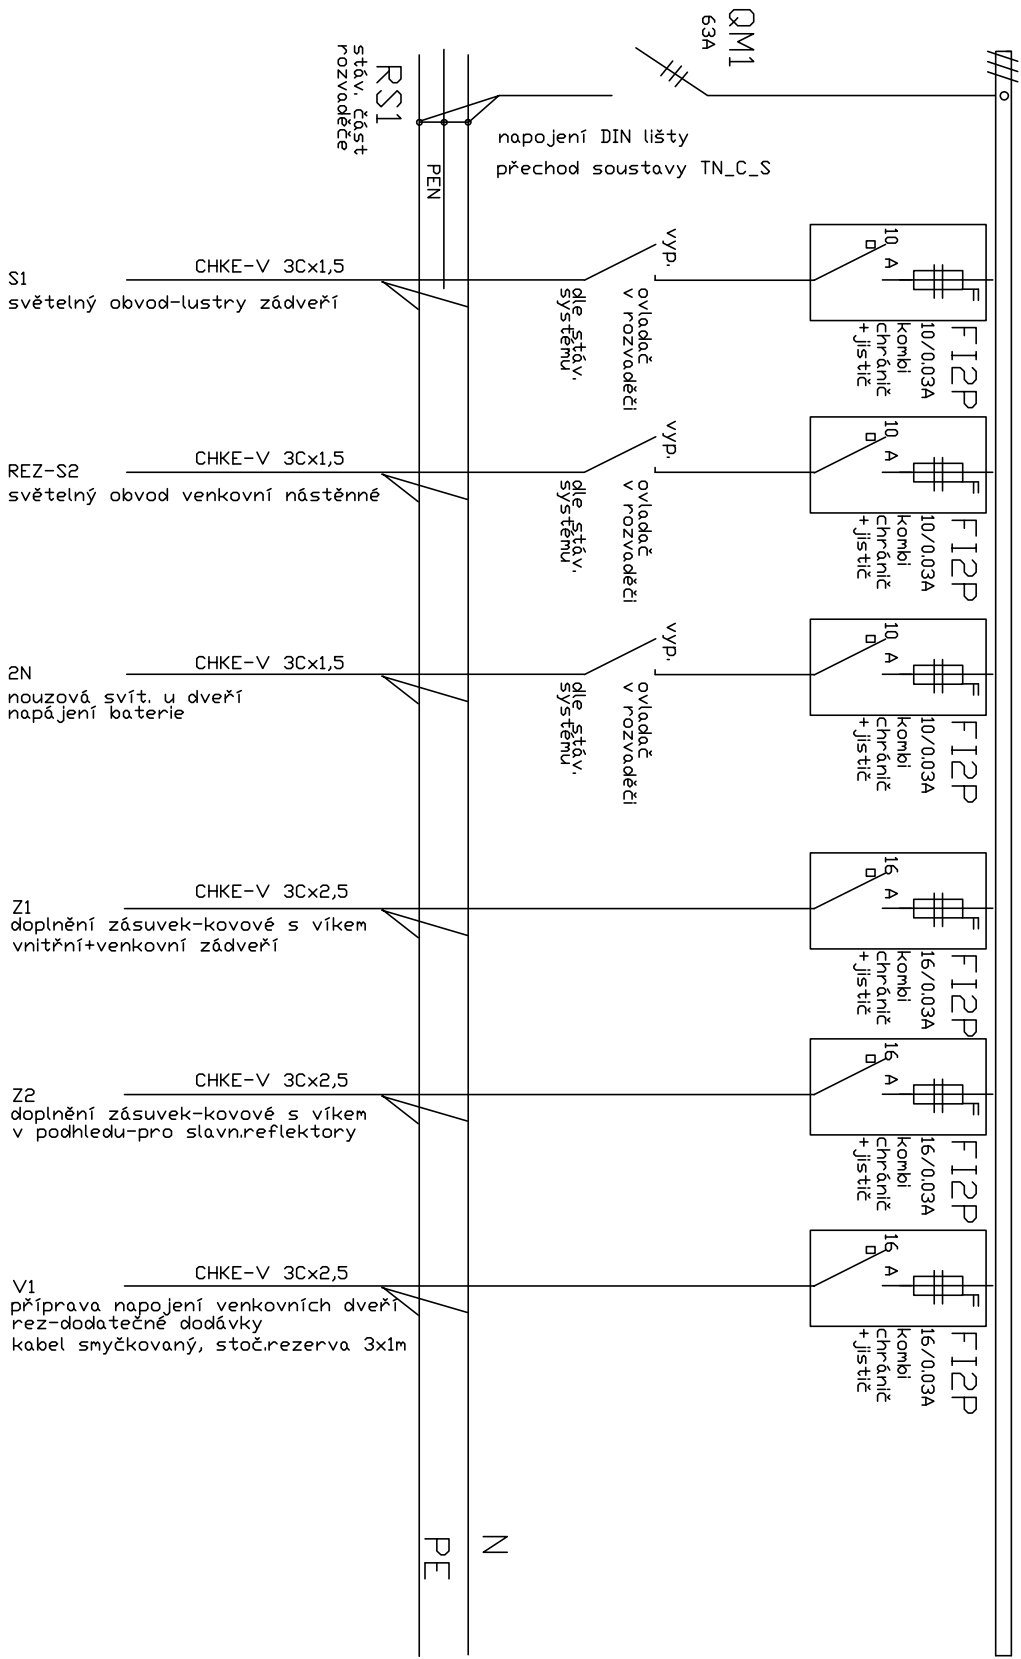 QM1
63A
RS1
stáv. část
rozvaděče
napojení DIN lišty
přechod soustavy TN_C_S
PEN
S1
CHKE-V 3Cx1,5
světelný obvod-lustry zádveří
vyp.
ovladač
v rozvaděči
dle stáv.
systému
10 A
FI2P
10/0.03A
kombi
chránič
+jistič
REZ-S2
CHKE-V 3Cx1,5
světelný obvod venkovní nástěnné
vyp.
ovladač
v rozvaděči
dle stáv.
systému
10 A
FI2P
10/0.03A
kombi
chránič
+jistič
2N
CHKE-V 3Cx1,5
nouzová svít. u dveří
napájení baterie
vyp.
ovladač
v rozvaděči
dle stáv.
systému
10 A
FI2P
10/0.03A
kombi
chránič
+jistič
Z1
CHKE-V 3Cx2,5
doplnění zásuvek-kovové s víkem
vnitřní+venkovní zádveří
16 A
FI2P
16/0.03A
kombi
chránič
+jistič
Z2
CHKE-V 3Cx2,5
doplnění zásuvek-kovové s víkem
v podhledu-pro slavn.reflektory
16 A
FI2P
16/0.03A
kombi
chránič
+jistič
V1
CHKE-V 3Cx2,5
příprava napojení venkovních dveří
rez-dodatečné dodávky
kabel smyčkovaný, stoč.rezerva 3x1m
16 A
FI2P
16/0.03A
kombi
chránič
+jistič
N
PE